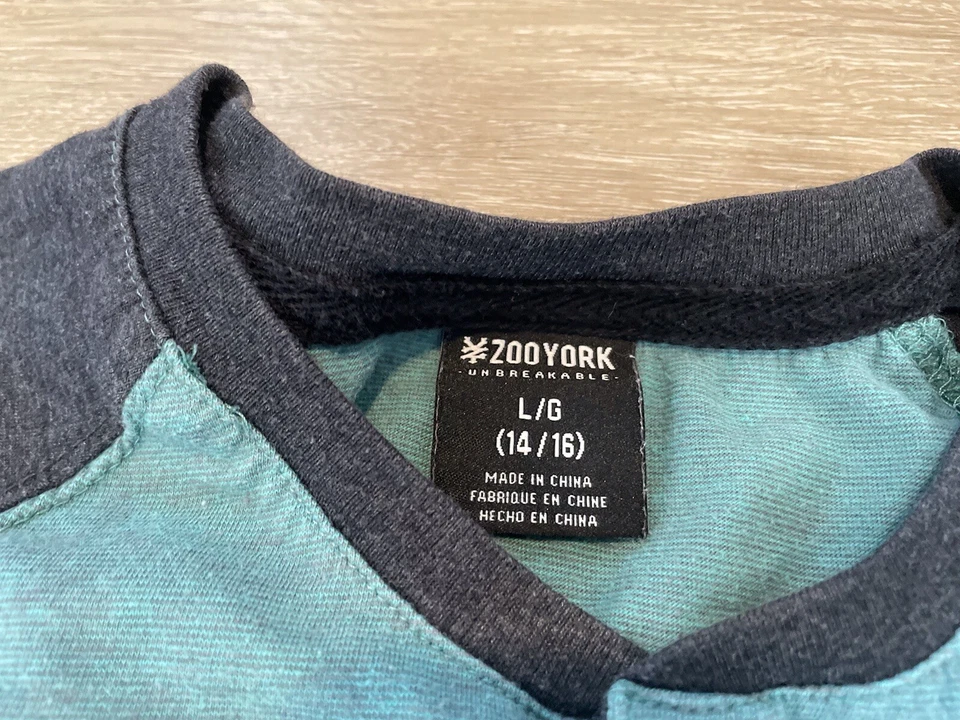 ZOOYORK
-UNBREAKABLE-
L/G
(14/16)
MADE IN CHINA
FABRIQUE EN CHINE
HECHO EN CHINA